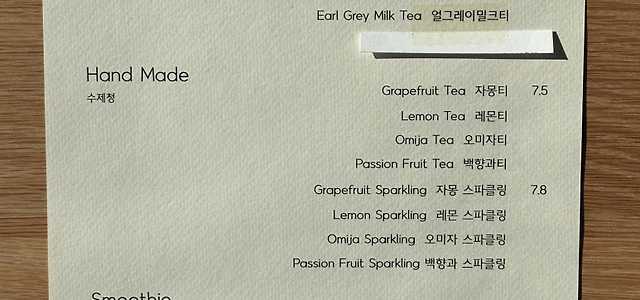 Earl Grey Milk Tea 얼그레이밀크티
Hand Made
수제청
Grapefruit Tea 자몽티 7.5
Lemon Tea 레몬티
Omija Tea 오미자티
Passion Fruit Tea 백향과티
Grapefruit Sparkling 자몽 스파클링 7.8
Lemon Sparkling 레몬 스파클링
Omija Sparkling 오미자 스파클링
Passion Fruit Sparkling 백향과 스파클링
Smoothie